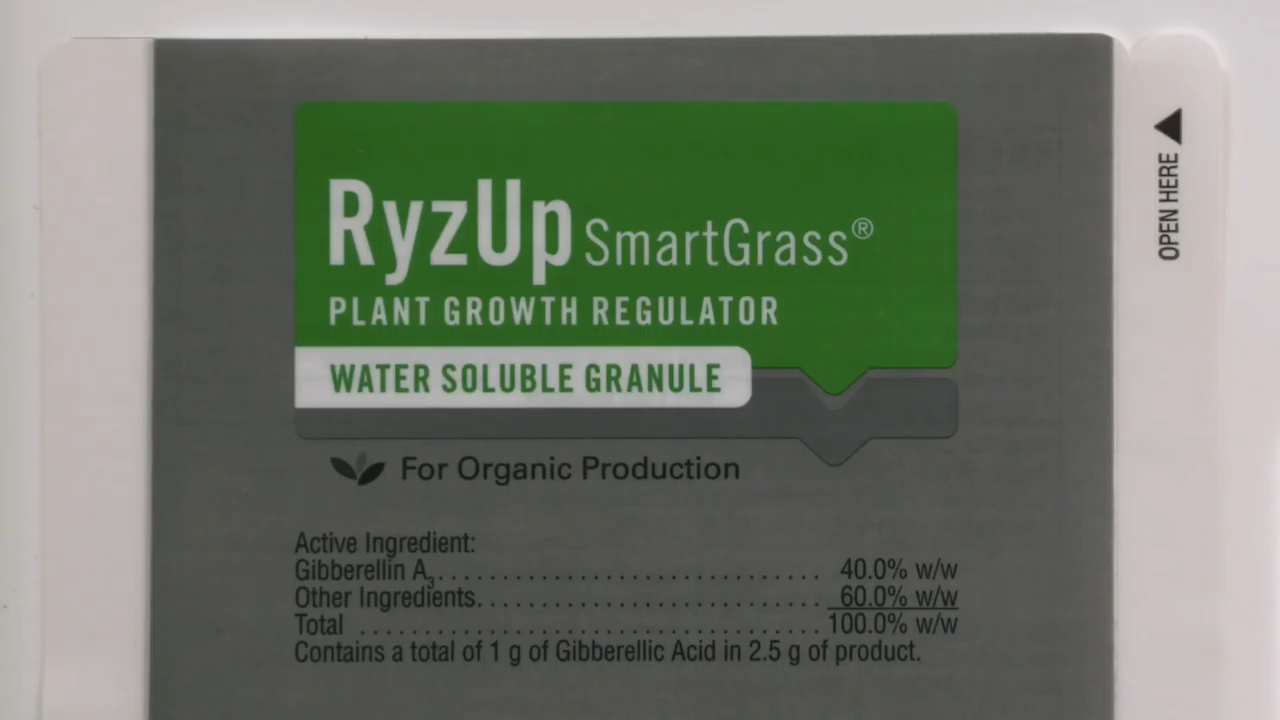 RyzUp SmartGrass®
PLANT GROWTH REGULATOR
WATER SOLUBLE GRANULE
For Organic Production
Active Ingredient:
Gibberellin A₃........................................ 40.0% w/w
Other Ingredients........................................ 60.0% w/w
Total ........................................ 100.0% w/w
Contains a total of 1 g of Gibberellic Acid in 2.5 g of product.
OPEN HERE